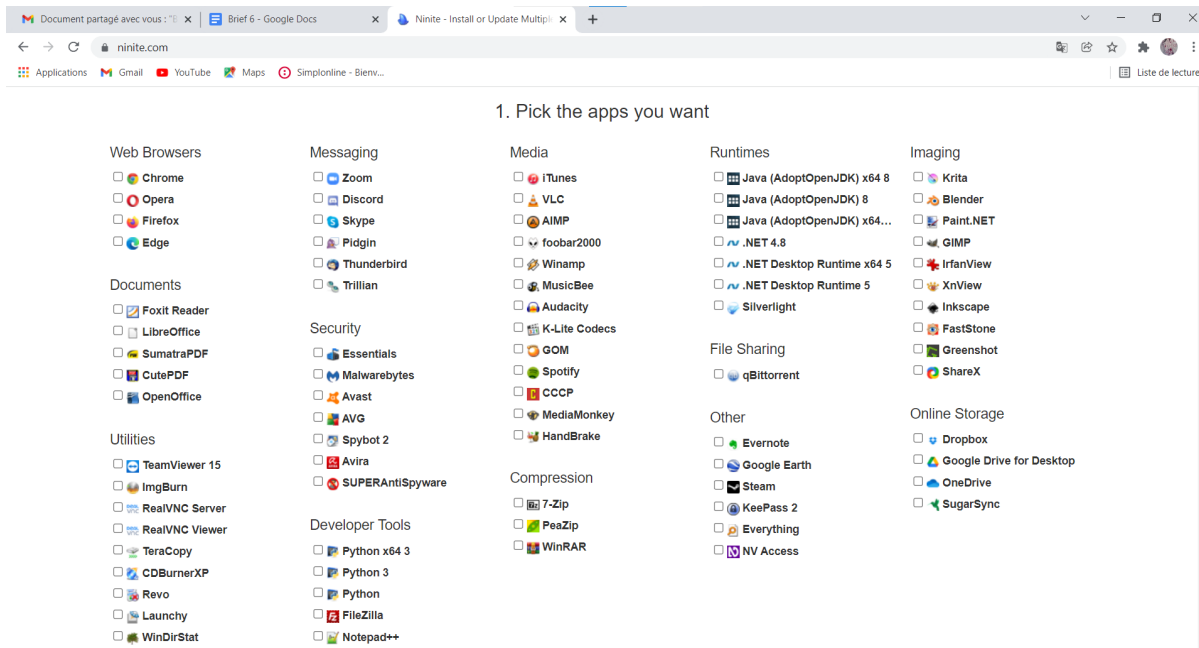 Document partagé avec vous : "B
Brief 6 - Google Docs
Ninite - Install or Update Multiple
ninite.com
Applications
Gmail
YouTube
Maps
Simplonline - Bienv...
Liste de lecture
1. Pick the apps you want
Web Browsers
Chrome
Opera
Firefox
Edge
Documents
Foxit Reader
LibreOffice
SumatraPDF
CutePDF
OpenOffice
Utilities
TeamViewer 15
ImgBurn
RealVNC Server
RealVNC Viewer
TeraCopy
CDBurnerXP
Revo
Launchy
WinDirStat
Messaging
Zoom
Discord
Skype
Pidgin
Thunderbird
Trillian
Security
Essentials
Malwarebytes
Avast
AVG
Spybot 2
Avira
SUPERAntiSpyware
Developer Tools
Python x64 3
Python 3
Python
FileZilla
Notepad++
Media
iTunes
VLC
AIMP
foobar2000
Winamp
MusicBee
Audacity
K-Lite Codecs
GOM
Spotify
CCCP
MediaMonkey
HandBrake
Compression
7-Zip
PeaZip
WinRAR
Runtimes
Java (AdoptOpenJDK) x64 8
Java (AdoptOpenJDK) 8
Java (AdoptOpenJDK) x64...
.NET 4.8
.NET Desktop Runtime x64 5
.NET Desktop Runtime 5
Silverlight
File Sharing
qBittorrent
Other
Evernote
Google Earth
Steam
KeePass 2
Everything
NV Access
Imaging
Krita
Blender
Paint.NET
GIMP
IrfanView
XnView
Inkscape
FastStone
Greenshot
ShareX
Online Storage
Dropbox
Google Drive for Desktop
OneDrive
SugarSync